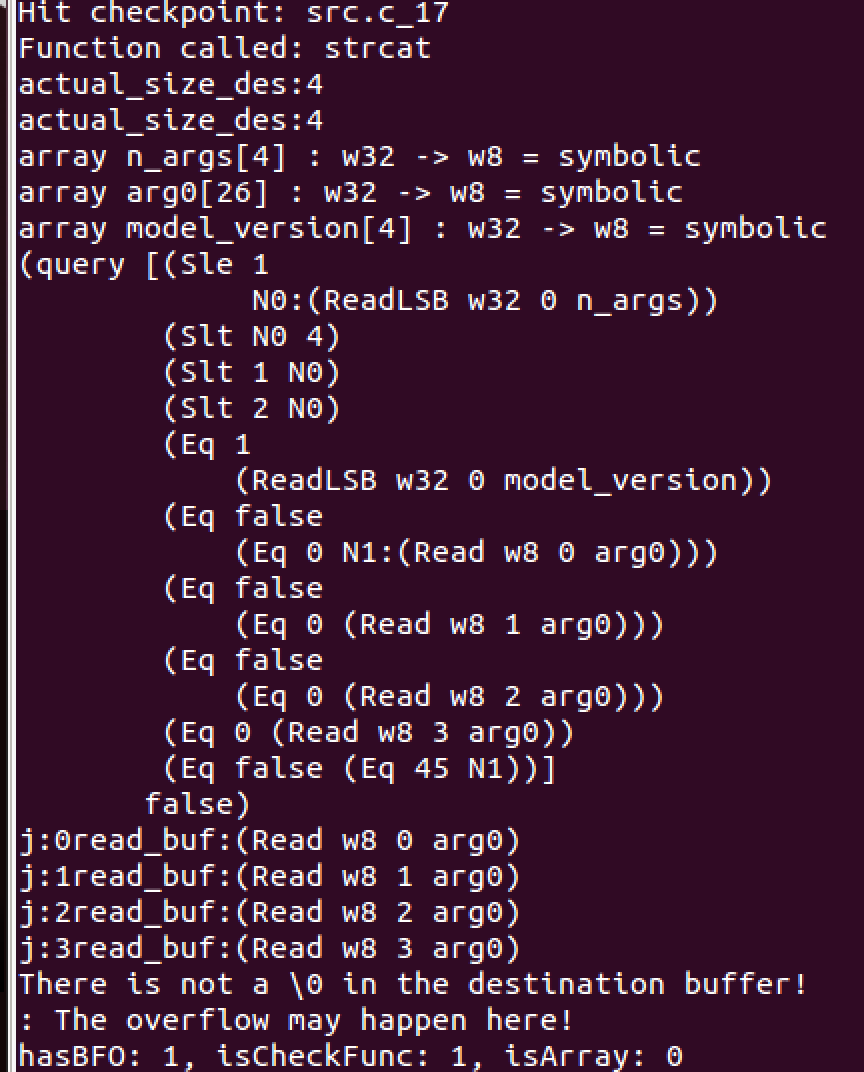 Hit checkpoint: src.c_17
Function called: strcat
actual_size_des:4
actual_size_des:4
array n_args[4] : w32 -> w8 = symbolic
array arg0[26] : w32 -> w8 = symbolic
array model_version[4] : w32 -> w8 = symbolic
(query [(Sle 1
             N0:(ReadLSB w32 0 n_args))
        (Slt N0 4)
        (Slt 1 N0)
        (Slt 2 N0)
        (Eq 1
            (ReadLSB w32 0 model_version))
        (Eq false
            (Eq 0 N1:(Read w8 0 arg0)))
        (Eq false
            (Eq 0 (Read w8 1 arg0)))
        (Eq false
            (Eq 0 (Read w8 2 arg0)))
        (Eq 0 (Read w8 3 arg0))
        (Eq false (Eq 45 N1))]
       false)
j:0read_buf:(Read w8 0 arg0)
j:1read_buf:(Read w8 1 arg0)
j:2read_buf:(Read w8 2 arg0)
j:3read_buf:(Read w8 3 arg0)
There is not a \0 in the destination buffer!
: The overflow may happen here!
hasBFO: 1, isCheckFunc: 1, isArray: 0